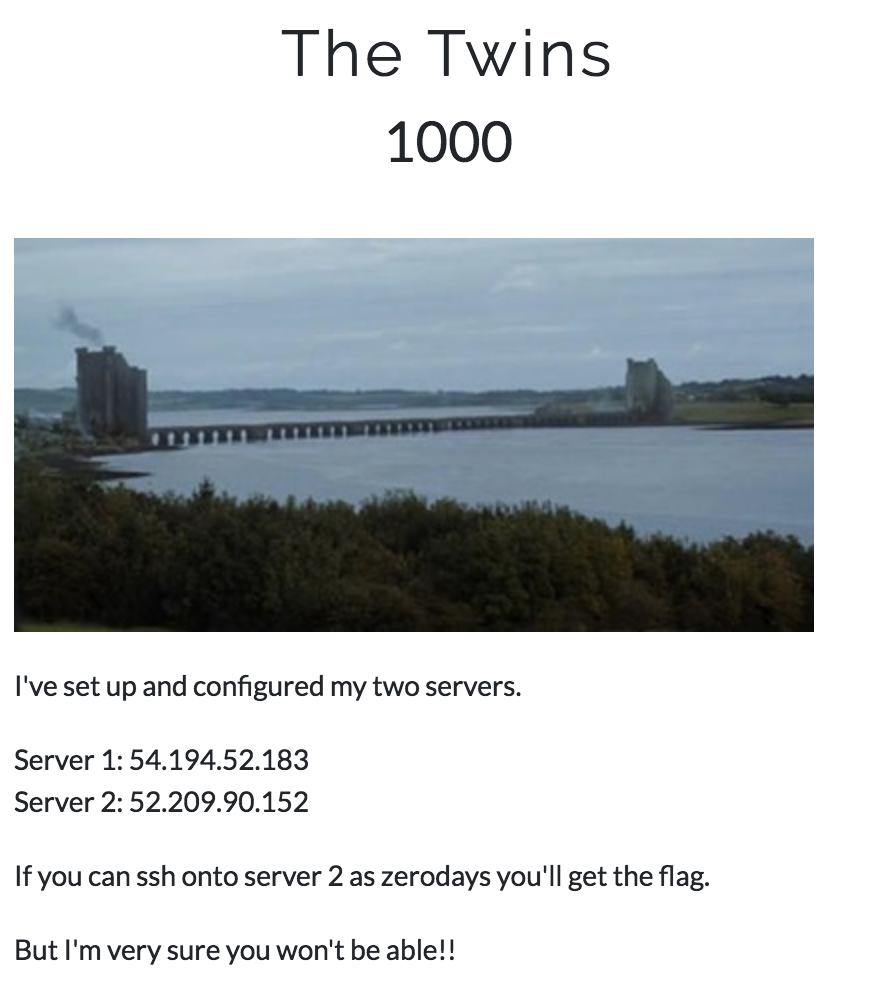 The Twins
1000
I've set up and configured my two servers.
Server 1: 54.194.52.183
Server 2: 52.209.90.152
If you can ssh onto server 2 as zerodays you'll get the flag.
But I'm very sure you won't be able!!